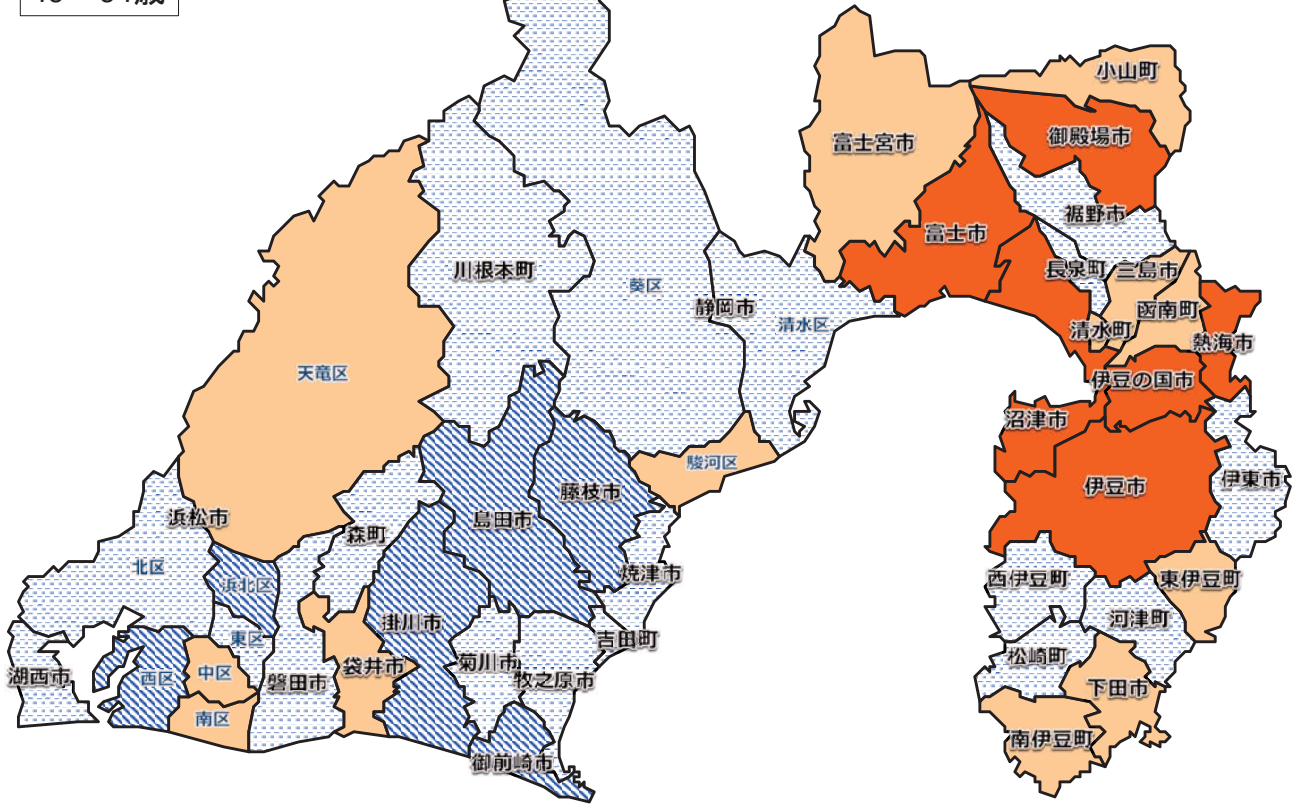 小山町
御殿場市
富士宮市
裾野市
富士市
長泉町
三島市
川根本町
葵区
静岡市
清水区
函南町
清水町
熱海市
天竜区
伊豆の国市
沼津市
駿河区
伊東市
伊豆市
藤枝市
島田市
浜松市
森町
北区
浜北区
焼津市
西伊豆町
東伊豆町
掛川市
河津町
東区
吉田町
松崎町
菊川市
袋井市
中区
湖西市
西区
磐田市
牧之原市
下田市
南区
南伊豆町
御前崎市